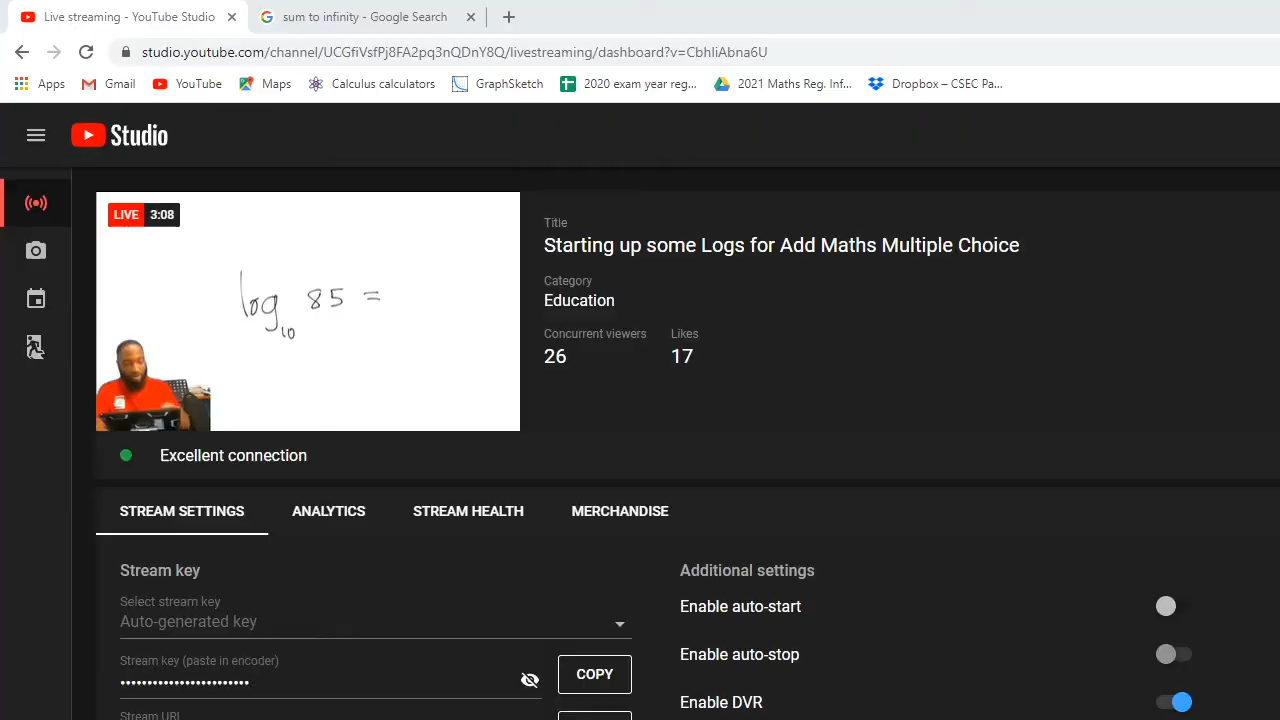 Live streaming - YouTube Studio
sum to infinity - Google Search
studio.youtube.com/channel/UCGfiVsfPj8FA2pq3nQDnY8Q/livestreaming/dashboard?v=CbhIiAbna6U
Apps Gmail YouTube Maps Calculus calculators GraphSketch 2020 exam year reg... 2021 Maths Reg. Inf... Dropbox – CSEC Pa...
Studio
LIVE 3:08
log₁₀ 85 =
Title
Starting up some Logs for Add Maths Multiple Choice
Category
Education
Concurrent viewers Likes
26 17
Excellent connection
STREAM SETTINGS ANALYTICS STREAM HEALTH MERCHANDISE
Stream key
Select stream key
Auto-generated key
Stream key (paste in encoder)
••••••••••••••••••••••••
COPY
Stream URL
Additional settings
Enable auto-start
Enable auto-stop
Enable DVR